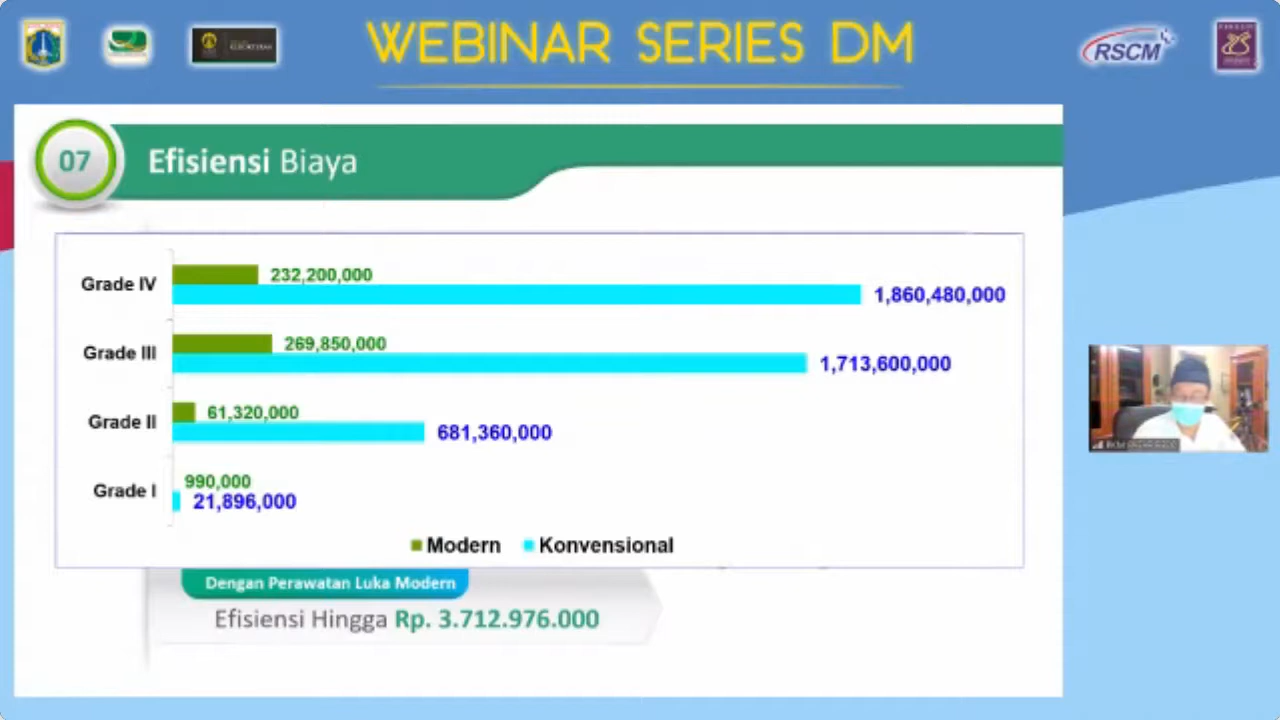 WEBINAR SERIES DM
RSCM
07
Efisiensi Biaya
Grade IV
232,200,000
1,860,480,000
Grade III
269,850,000
1,713,600,000
Grade II
61,320,000
681,360,000
Grade I
990,000
21,896,000
Modern
Konvensional
Dengan Perawatan Luka Modern
Efisiensi Hingga Rp. 3.712.976.000